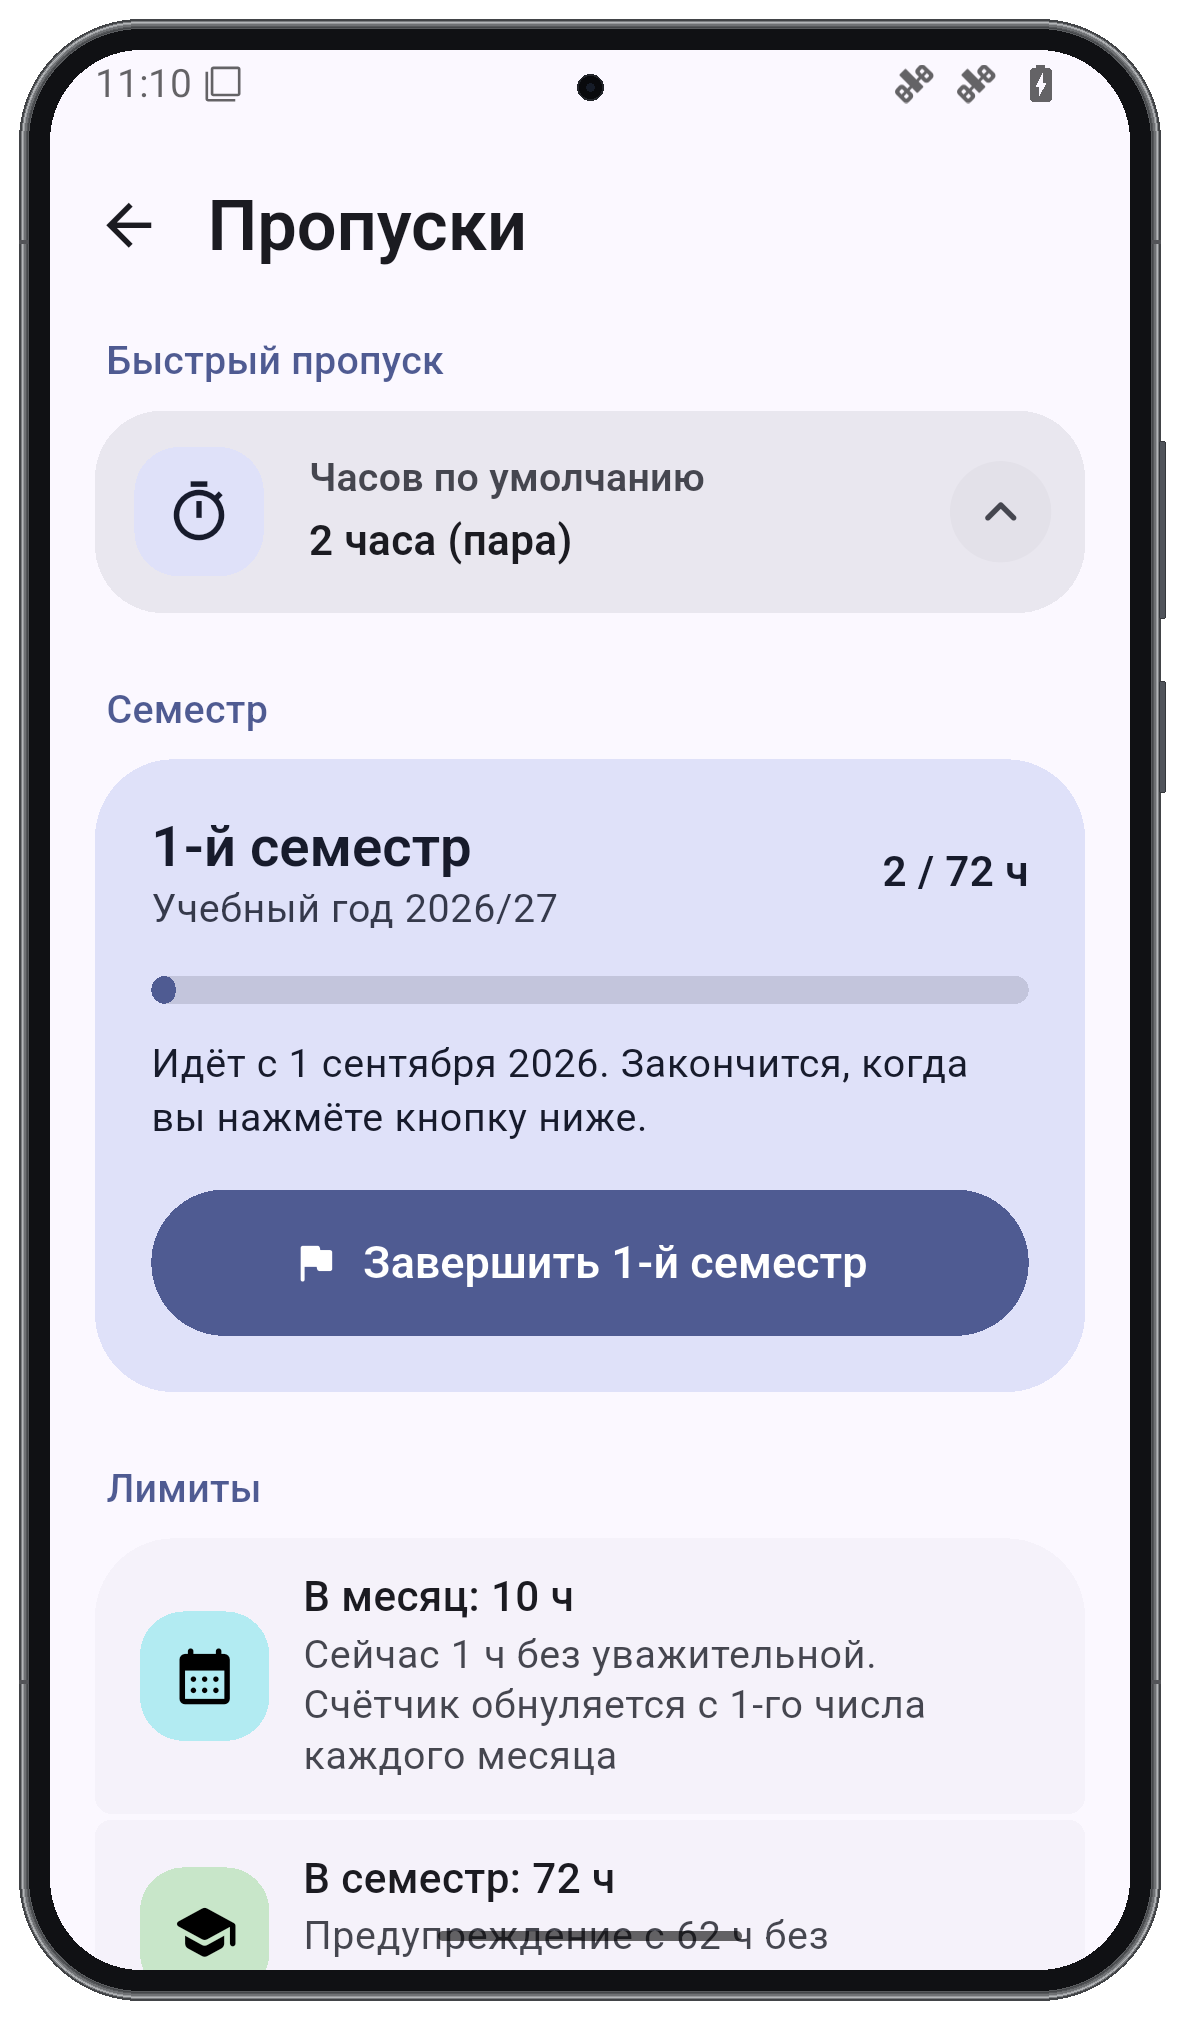 11:10
Пропуски
Быстрый пропуск
Часов по умолчанию
2 часа (пара)
Семестр
1-й семестр
2 / 72 ч
Учебный год 2026/27
Идёт с 1 сентября 2026. Закончится, когда
вы нажмёте кнопку ниже.
Завершить 1-й семестр
Лимиты
В месяц: 10 ч
Сейчас 1 ч без уважительной.
Счётчик обнуляется с 1-го числа
каждого месяца
В семестр: 72 ч
Предупреждение с 62 ч без